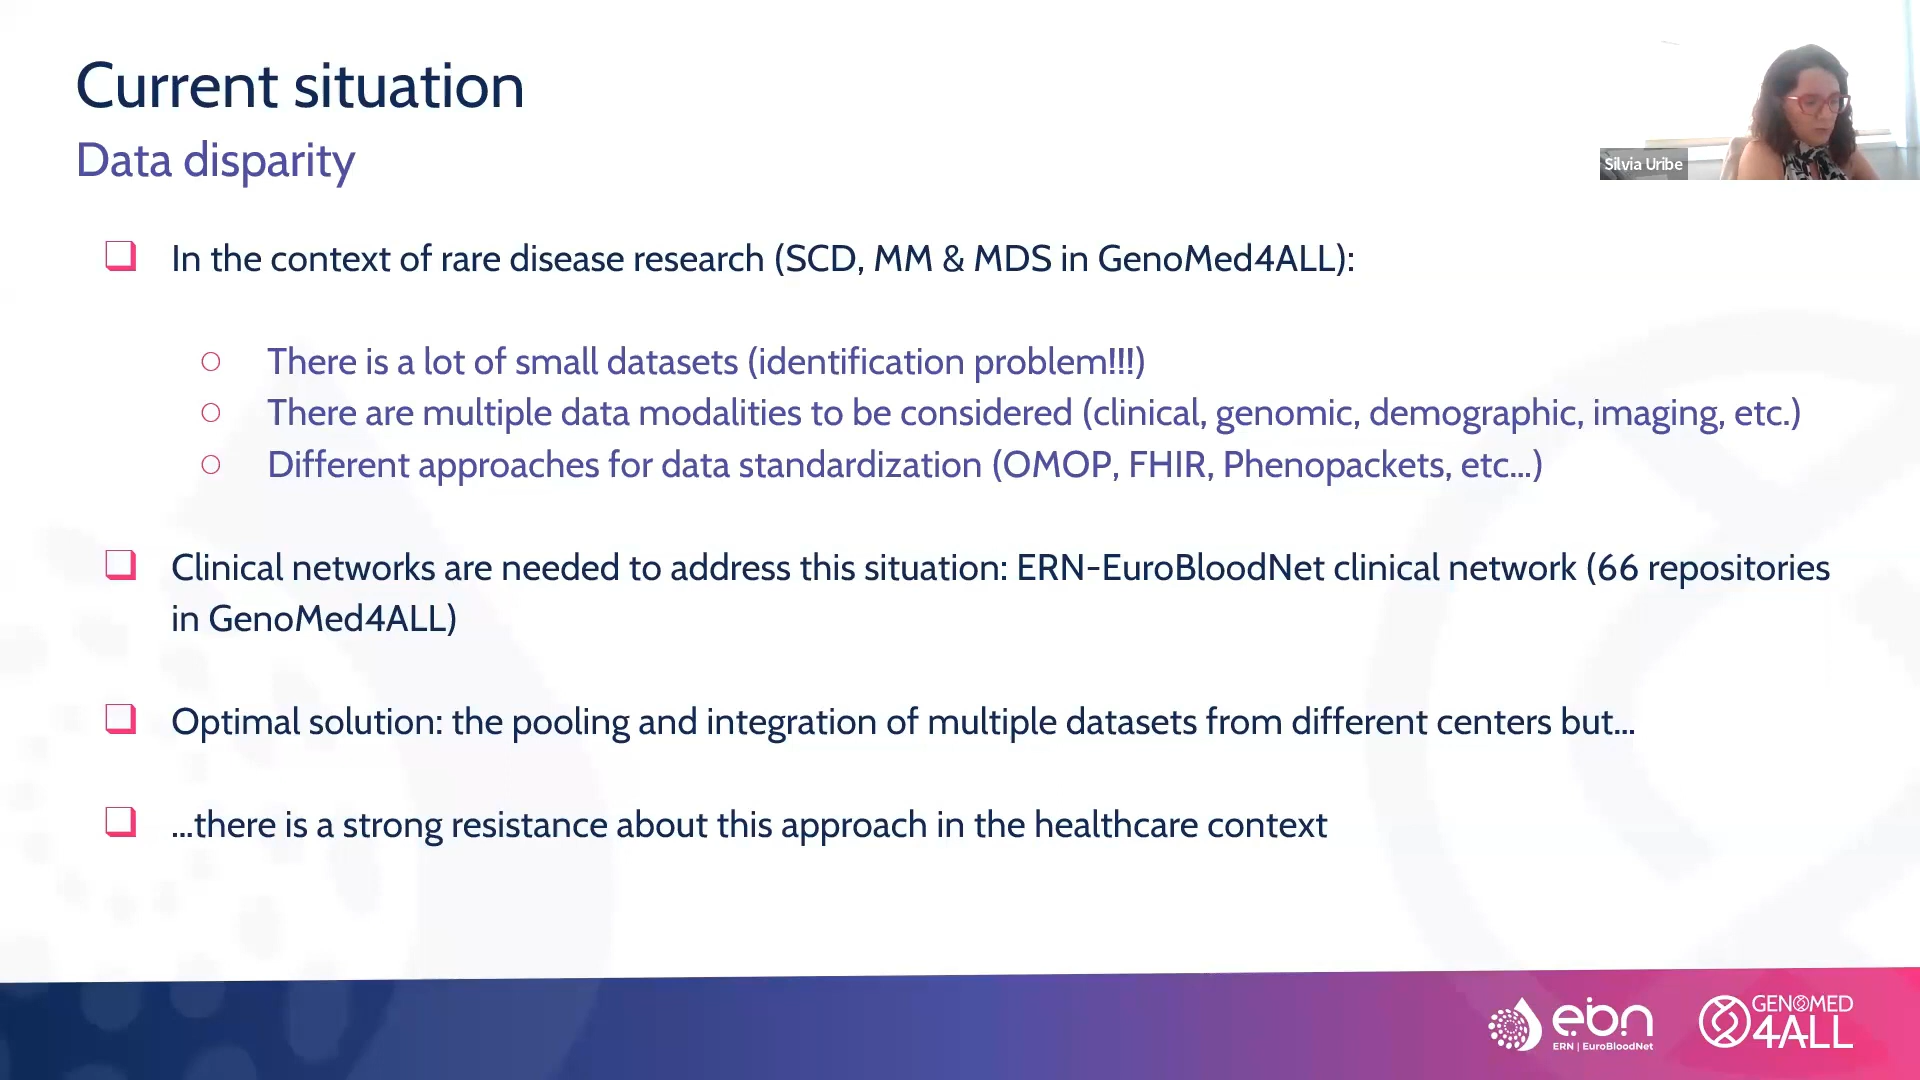 Current situation
Data disparity
Silvia Uribe
In the context of rare disease research (SCD, MM & MDS in GenoMed4ALL):
There is a lot of small datasets (identification problem!!!)
There are multiple data modalities to be considered (clinical, genomic, demographic, imaging, etc.)
Different approaches for data standardization (OMOP, FHIR, Phenopackets, etc...)
Clinical networks are needed to address this situation: ERN-EuroBloodNet clinical network (66 repositories
in GenoMed4ALL)
Optimal solution: the pooling and integration of multiple datasets from different centers but...
...there is a strong resistance about this approach in the healthcare context
ebn
ERN | EuroBloodNet
GENOMED
4ALL